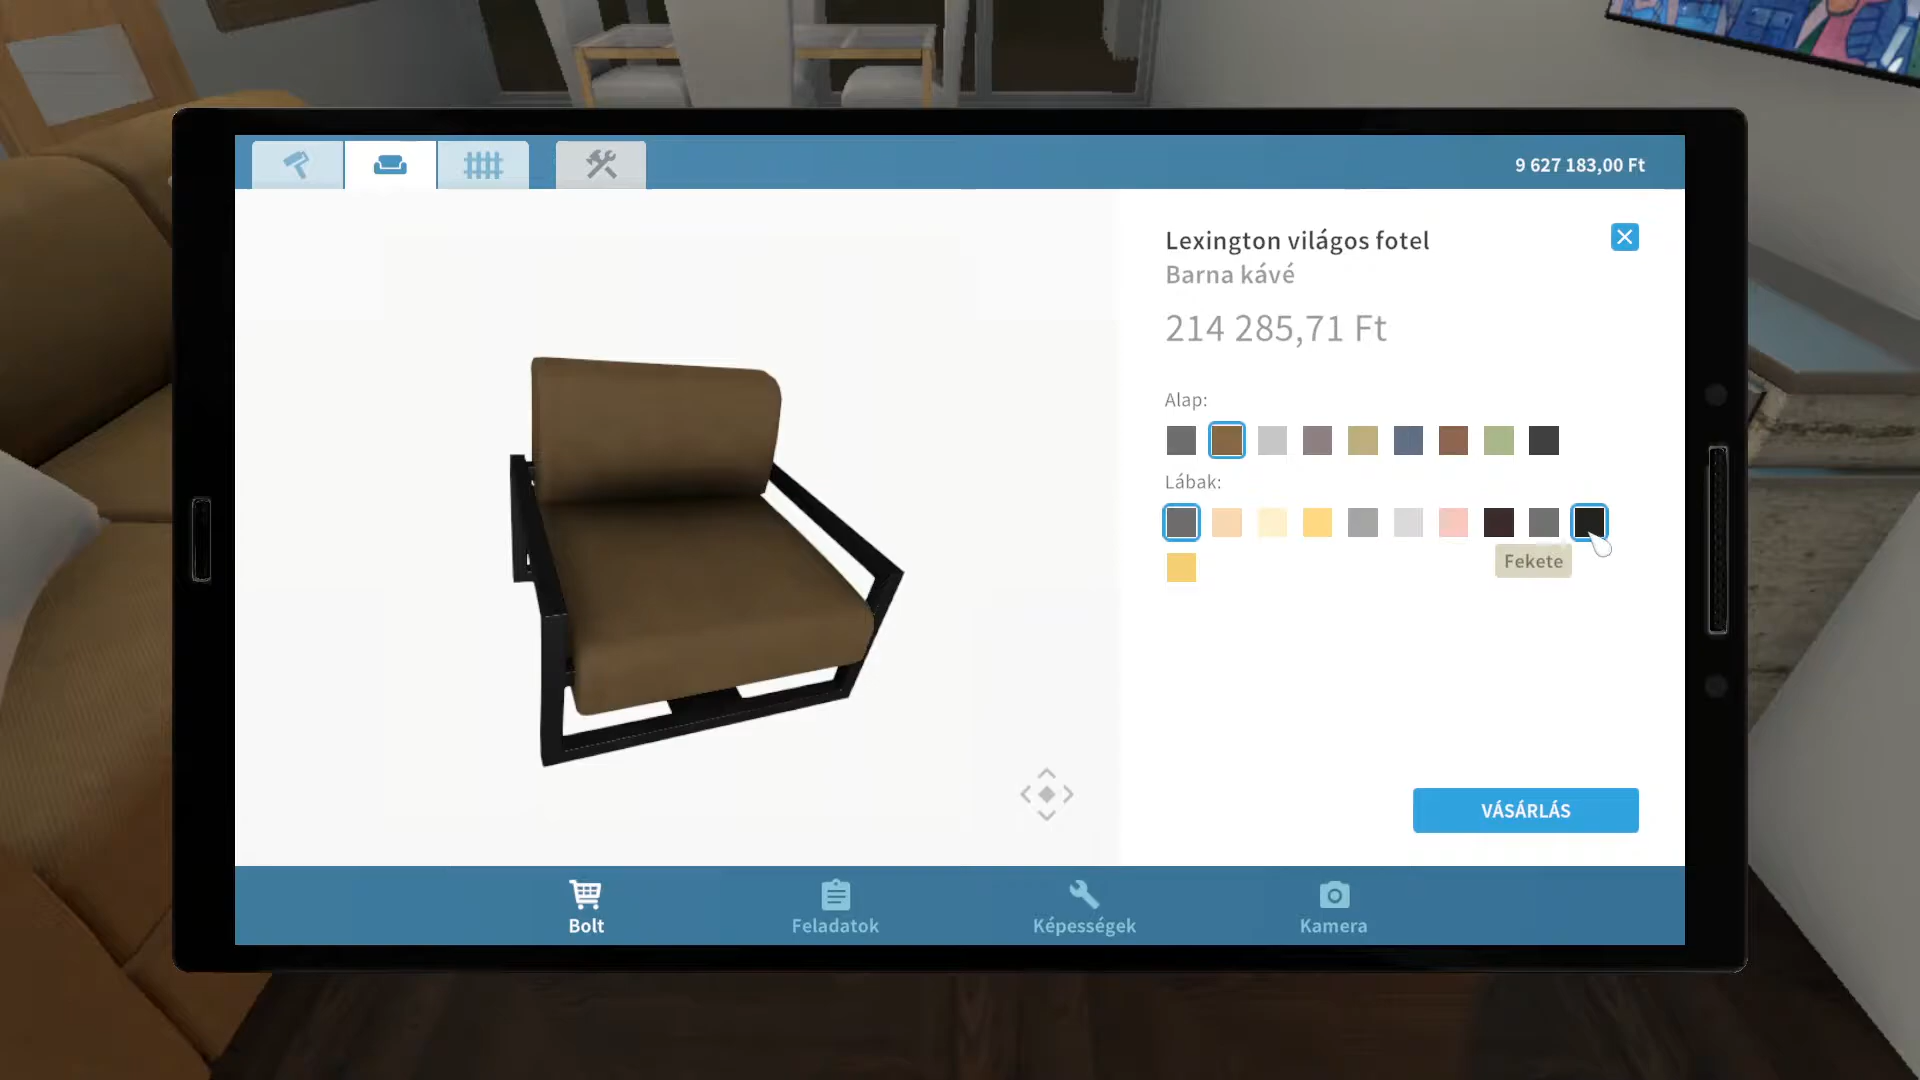 9 627 183,00 Ft
Lexington világos fotel
Barna kávé
214 285,71 Ft
Alap:
Lábak:
Fekete
VÁSÁRLÁS
Bolt
Feladatok
Képességek
Kamera